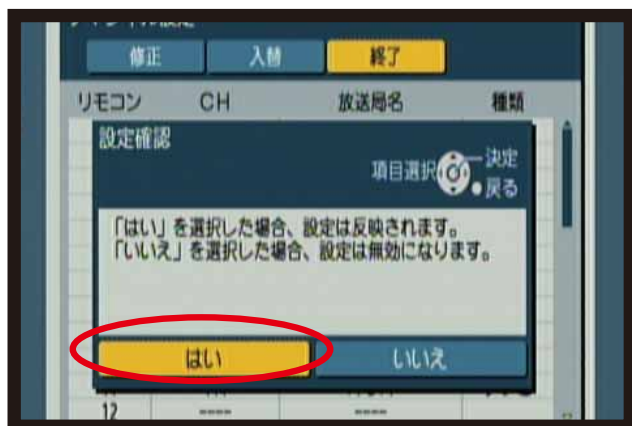 修正 入替 終了
リモコン CH 放送局名 種類
設定確認
項目選択 決定
戻る
「はい」を選択した場合、設定は反映されます。
「いいえ」を選択した場合、設定は無効になります。
はい いいえ
12 ---- ----